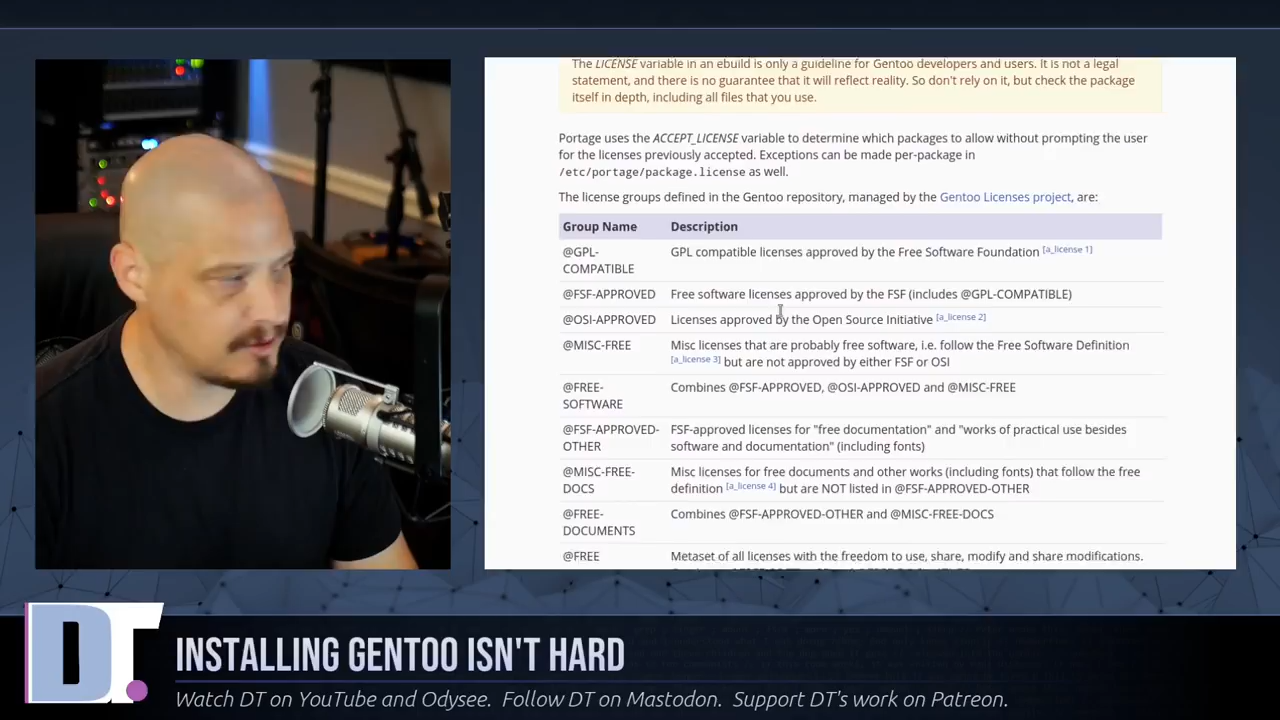 The LICENSE variable in an ebuild is only a guideline for Gentoo developers and users. It is not a legal
statement, and there is no guarantee that it will reflect reality. So don't rely on it, but check the package
itself in depth, including all files that you use.
Portage uses the ACCEPT_LICENSE variable to determine which packages to allow without prompting the user
for the licenses previously accepted. Exceptions can be made per-package in
/etc/portage/package.license as well.
The license groups defined in the Gentoo repository, managed by the Gentoo Licenses project, are:
Group Name Description
@GPL-
COMPATIBLE
GPL compatible licenses approved by the Free Software Foundation [a_license 1]
@FSF-APPROVED Free software licenses approved by the FSF (includes @GPL-COMPATIBLE)
@OSI-APPROVED Licenses approved by the Open Source Initiative [a_license 2]
@MISC-FREE Misc licenses that are probably free software, i.e. follow the Free Software Definition
[a_license 3] but are not approved by either FSF or OSI
@FREE-
SOFTWARE
Combines @FSF-APPROVED, @OSI-APPROVED and @MISC-FREE
@FSF-APPROVED-
OTHER
FSF-approved licenses for "free documentation" and "works of practical use besides
software and documentation" (including fonts)
@MISC-FREE-
DOCS
Misc licenses for free documents and other works (including fonts) that follow the free
definition [a_license 4] but are NOT listed in @FSF-APPROVED-OTHER
@FREE-
DOCUMENTS
Combines @FSF-APPROVED-OTHER and @MISC-FREE-DOCS
@FREE Metaset of all licenses with the freedom to use, share, modify and share modifications.
DT.
INSTALLING GENTOO ISN'T HARD
Watch DT on YouTube and Odysee. Follow DT on Mastodon. Support DT's work on Patreon.